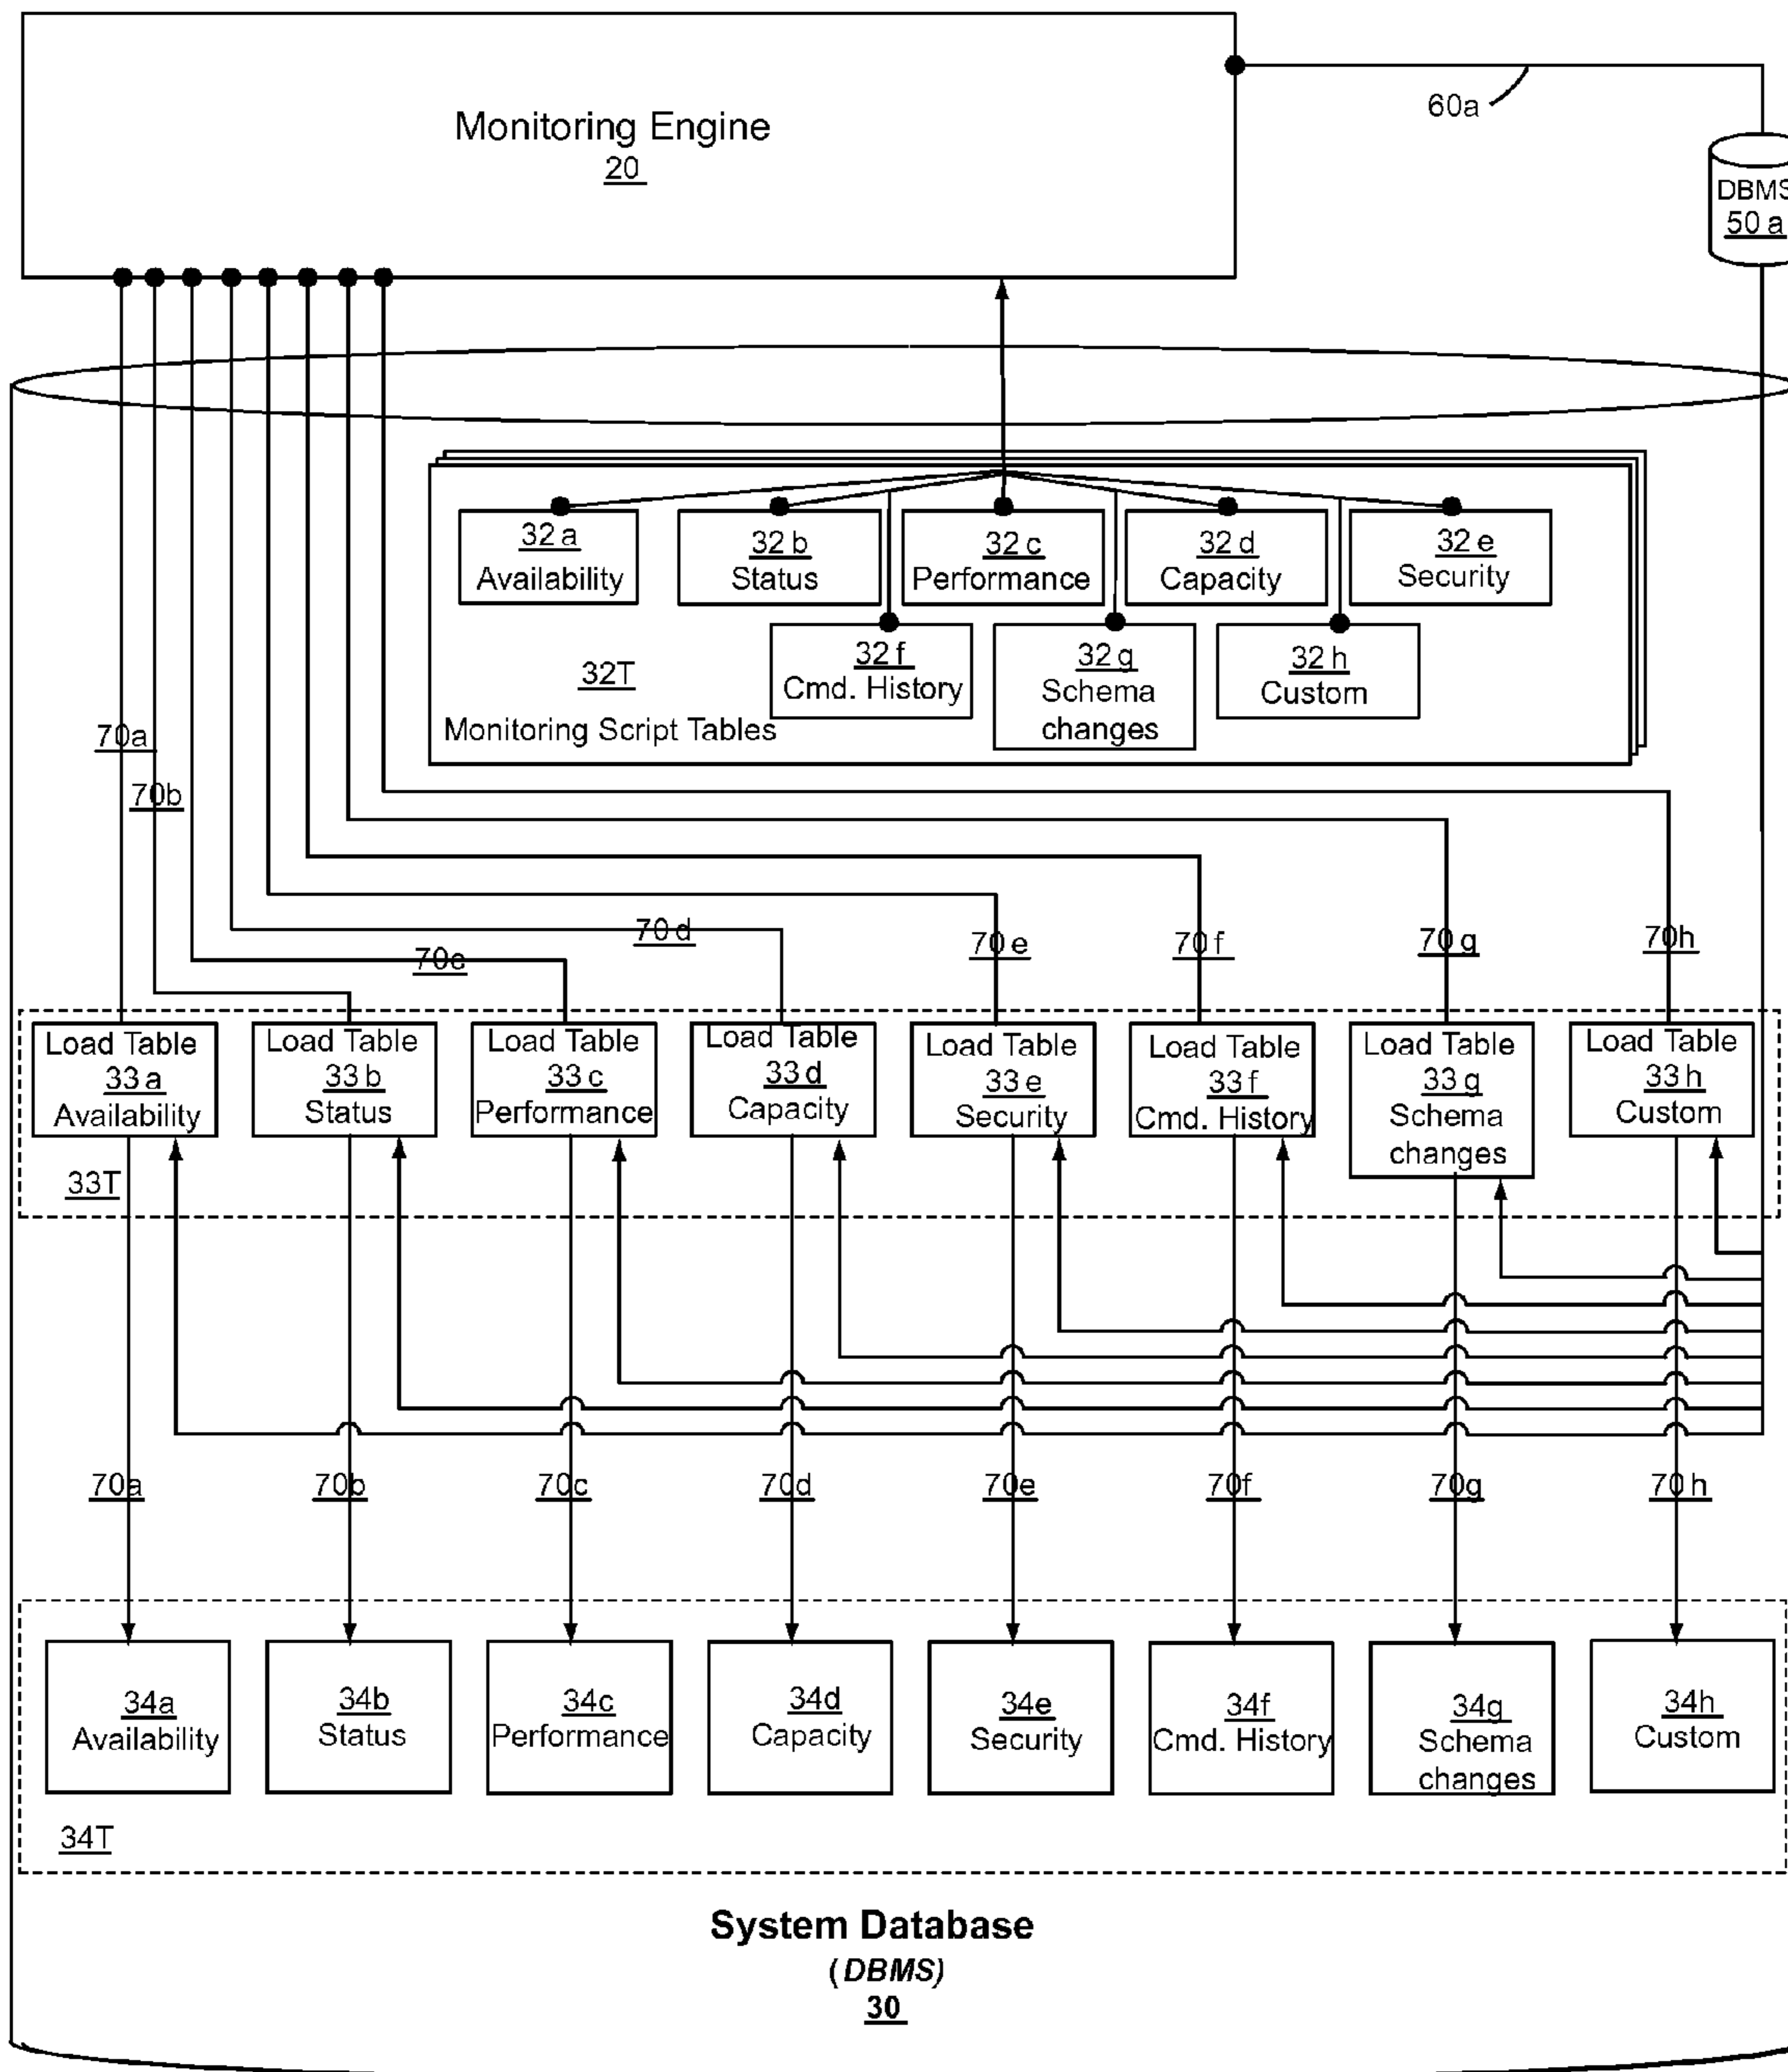 Monitoring Engine
20
60a
DBMS
50 a
32 a
Availability
32 b
Status
32 c
Performance
32 d
Capacity
32 e
Security
32 f
Cmd. History
32 g
Schema
changes
32 h
Custom
32T
Monitoring Script Tables
70a
70b
70c
70 d
70 e
70 f
70 g
70h
Load Table
33 a
Availability
Load Table
33 b
Status
Load Table
33 c
Performance
Load Table
33 d
Capacity
Load Table
33 e
Security
Load Table
33 f
Cmd. History
Load Table
33 g
Schema
changes
Load Table
33 h
Custom
33T
70a
70b
70c
70d
70e
70f
70g
70 h
34a
Availability
34b
Status
34c
Performance
34d
Capacity
34e
Security
34f
Cmd. History
34g
Schema
changes
34h
Custom
34T
System Database
(DBMS)
30